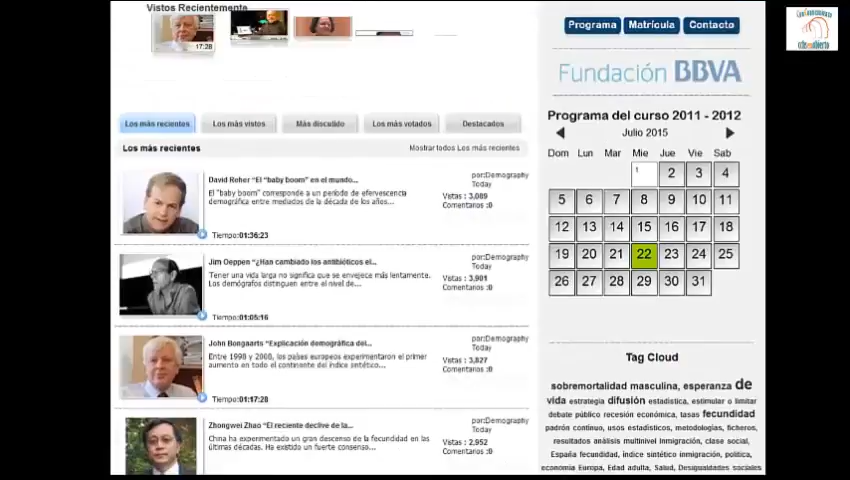 Vistos Recientemente
17:28
Programa Matrícula Contacto
Fundación BBVA
Los más recientes Los más vistos Más discutido Los más votados Destacados
Los más recientes Mostrar todos Los más recientes
David Reher "El "baby boom" en el mundo...
El "baby boom" corresponde a un período de efervescencia
demográfica entre mediados de la década de los años...
Tiempo:01:36:23
por:Demography
Today
Vistas : 3,089
Comentarios :0
Jim Oeppen "¿Han cambiado los antibióticos el...
Tener una vida larga no significa que se envejece más lentamente.
Los demógrafos distinguen entre el nivel de...
Tiempo:01:05:16
por:Demography
Today
Vistas : 3,901
Comentarios :0
John Bongaarts "Explicación demográfica del...
Entre 1998 y 2008, los países europeos experimentaron el primer
aumento en todo el continente del índice sintético...
Tiempo:01:17:28
por:Demography
Today
Vistas : 3,827
Comentarios :0
Zhongwei Zhao "El reciente declive de la...
China ha experimentado un gran descenso de la fecundidad en las
últimas décadas. Ha existido un fuerte consenso...
por:Demography
Today
Vistas : 2,952
Comentarios :0
Programa del curso 2011 - 2012
Julio 2015
Dom Lun Mar Mie Jue Vie Sab
1 2 3 4
5 6 7 8 9 10 11
12 13 14 15 16 17 18
19 20 21 22 23 24 25
26 27 28 29 30 31
Tag Cloud
sobremortalidad masculina, esperanza de
vida estrategia difusión estadística, estimular o limitar
debate público recesión económica, tasas fecundidad
padrón continuo, usos estadísticos, metodologías, ficheros,
resultados análisis multinivel inmigración, clase social,
España fecundidad, índice sintético inmigración, política,
economía Europa, Edad adulta, Salud, Desigualdades sociales